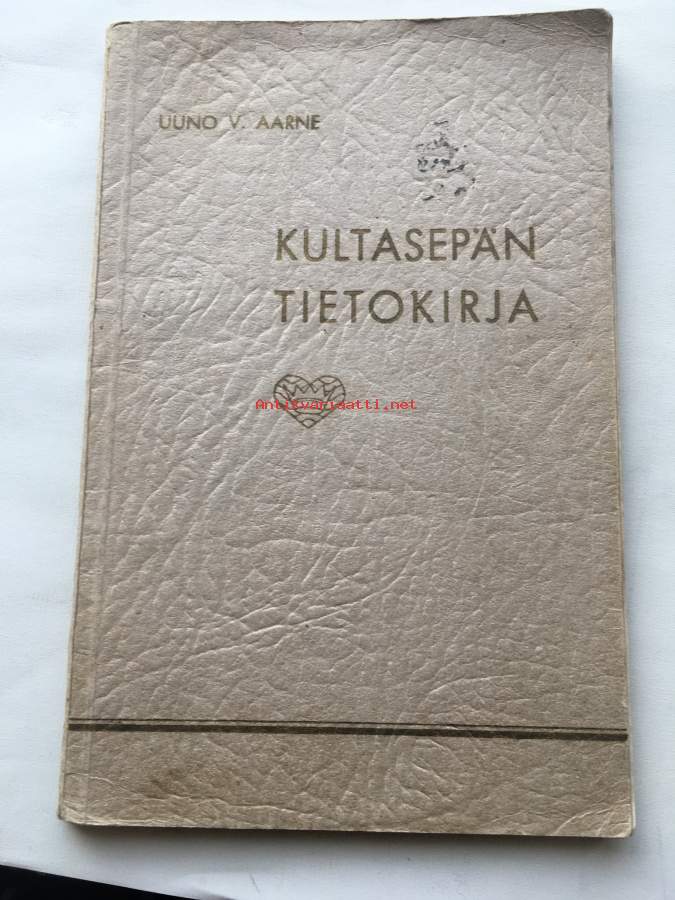 UUNO V. AARNE
KULTASEPÄN
TIETOKIRJA
Antikvariaatti.net